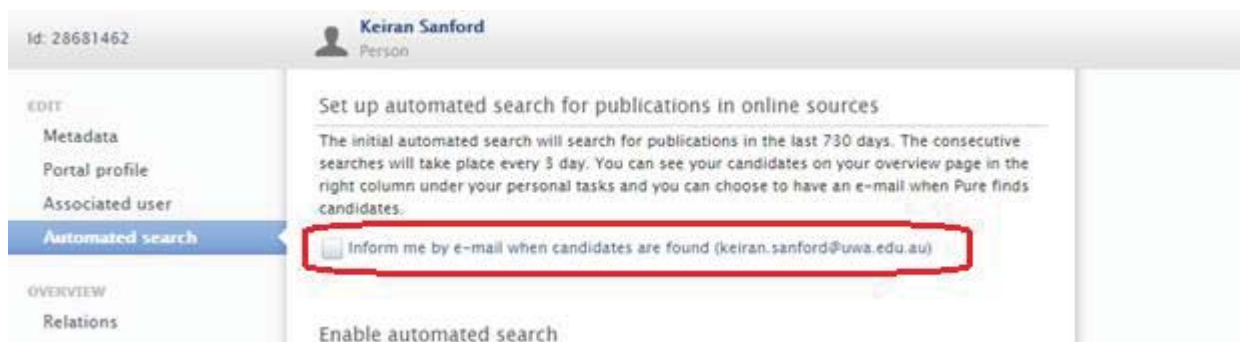 Id: 28681462
Keiran Sanford
Person
EDIT
Metadata
Portal profile
Associated user
Automated search
OVERVIEW
Relations
Set up automated search for publications in online sources
The initial automated search will search for publications in the last 730 days. The consecutive
searches will take place every 3 day. You can see your candidates on your overview page in the
right column under your personal tasks and you can choose to have an e-mail when Pure finds
candidates.
Inform me by e-mail when candidates are found (keiran.sanford@uwa.edu.au)
Enable automated search